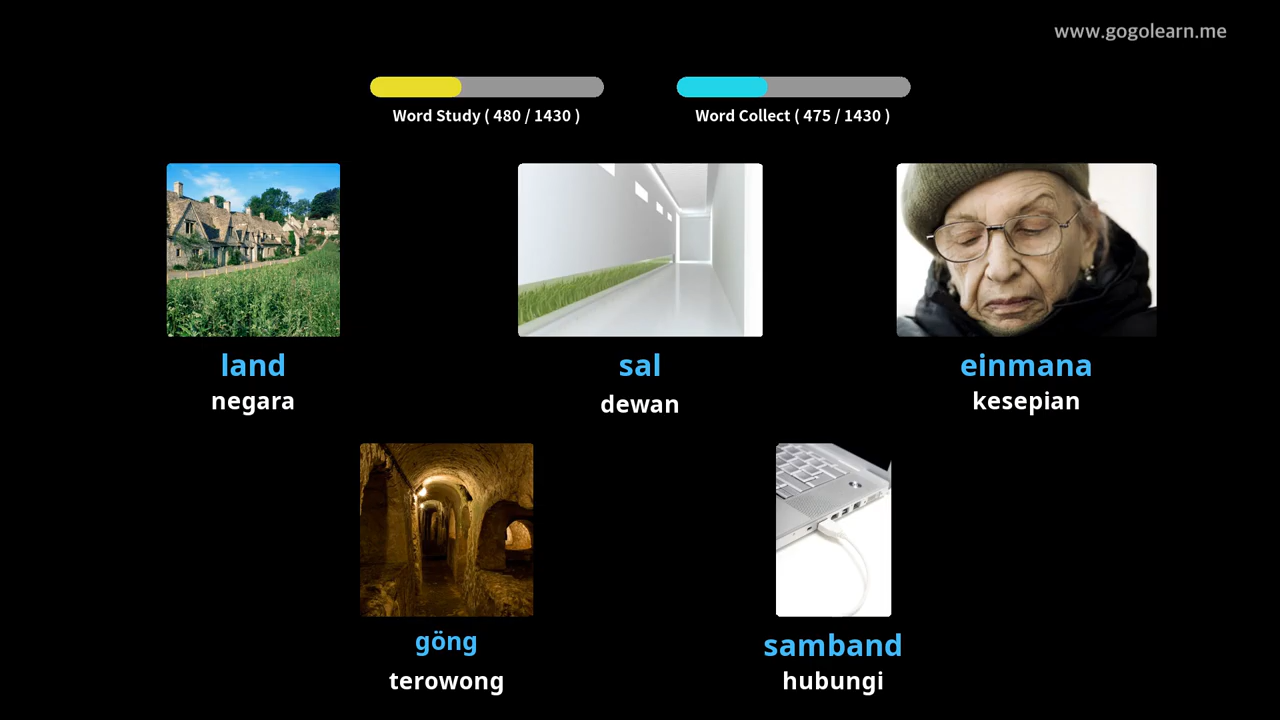 www.gogolearn.me
Word Study ( 480 / 1430 )
Word Collect ( 475 / 1430 )
land
negara
sal
dewan
einmana
kesepian
göng
terowong
samband
hubungi